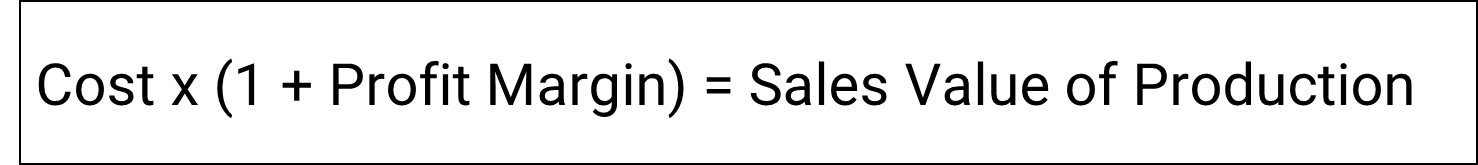 Cost x (1 + Profit Margin) = Sales Value of Production